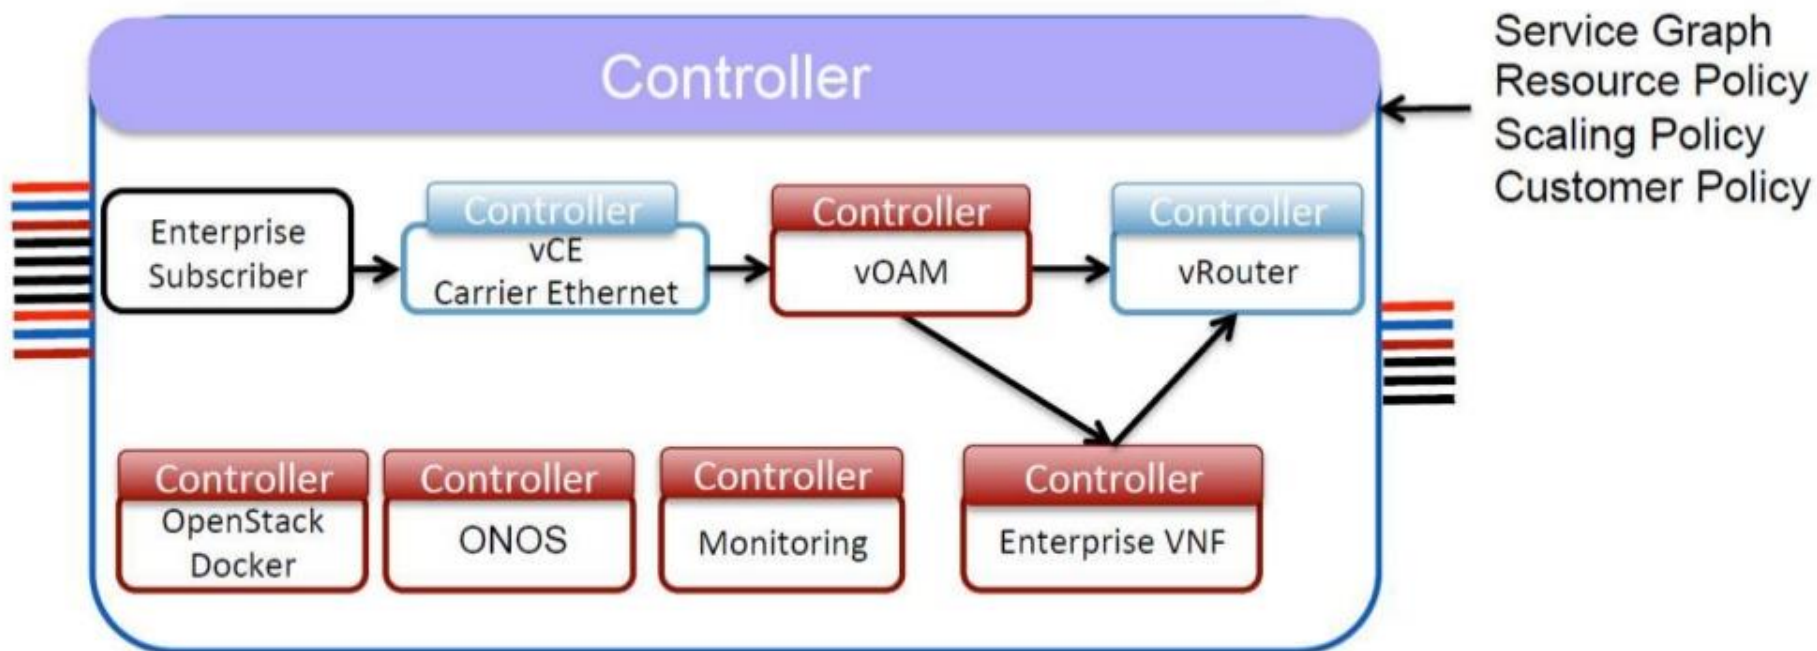 Controller
Service Graph
Resource Policy
Scaling Policy
Customer Policy
Enterprise
Subscriber
Controller
vCE
Carrier Ethernet
Controller
vOAM
Controller
vRouter
Controller
OpenStack
Docker
Controller
ONOS
Controller
Monitoring
Controller
Enterprise VNF